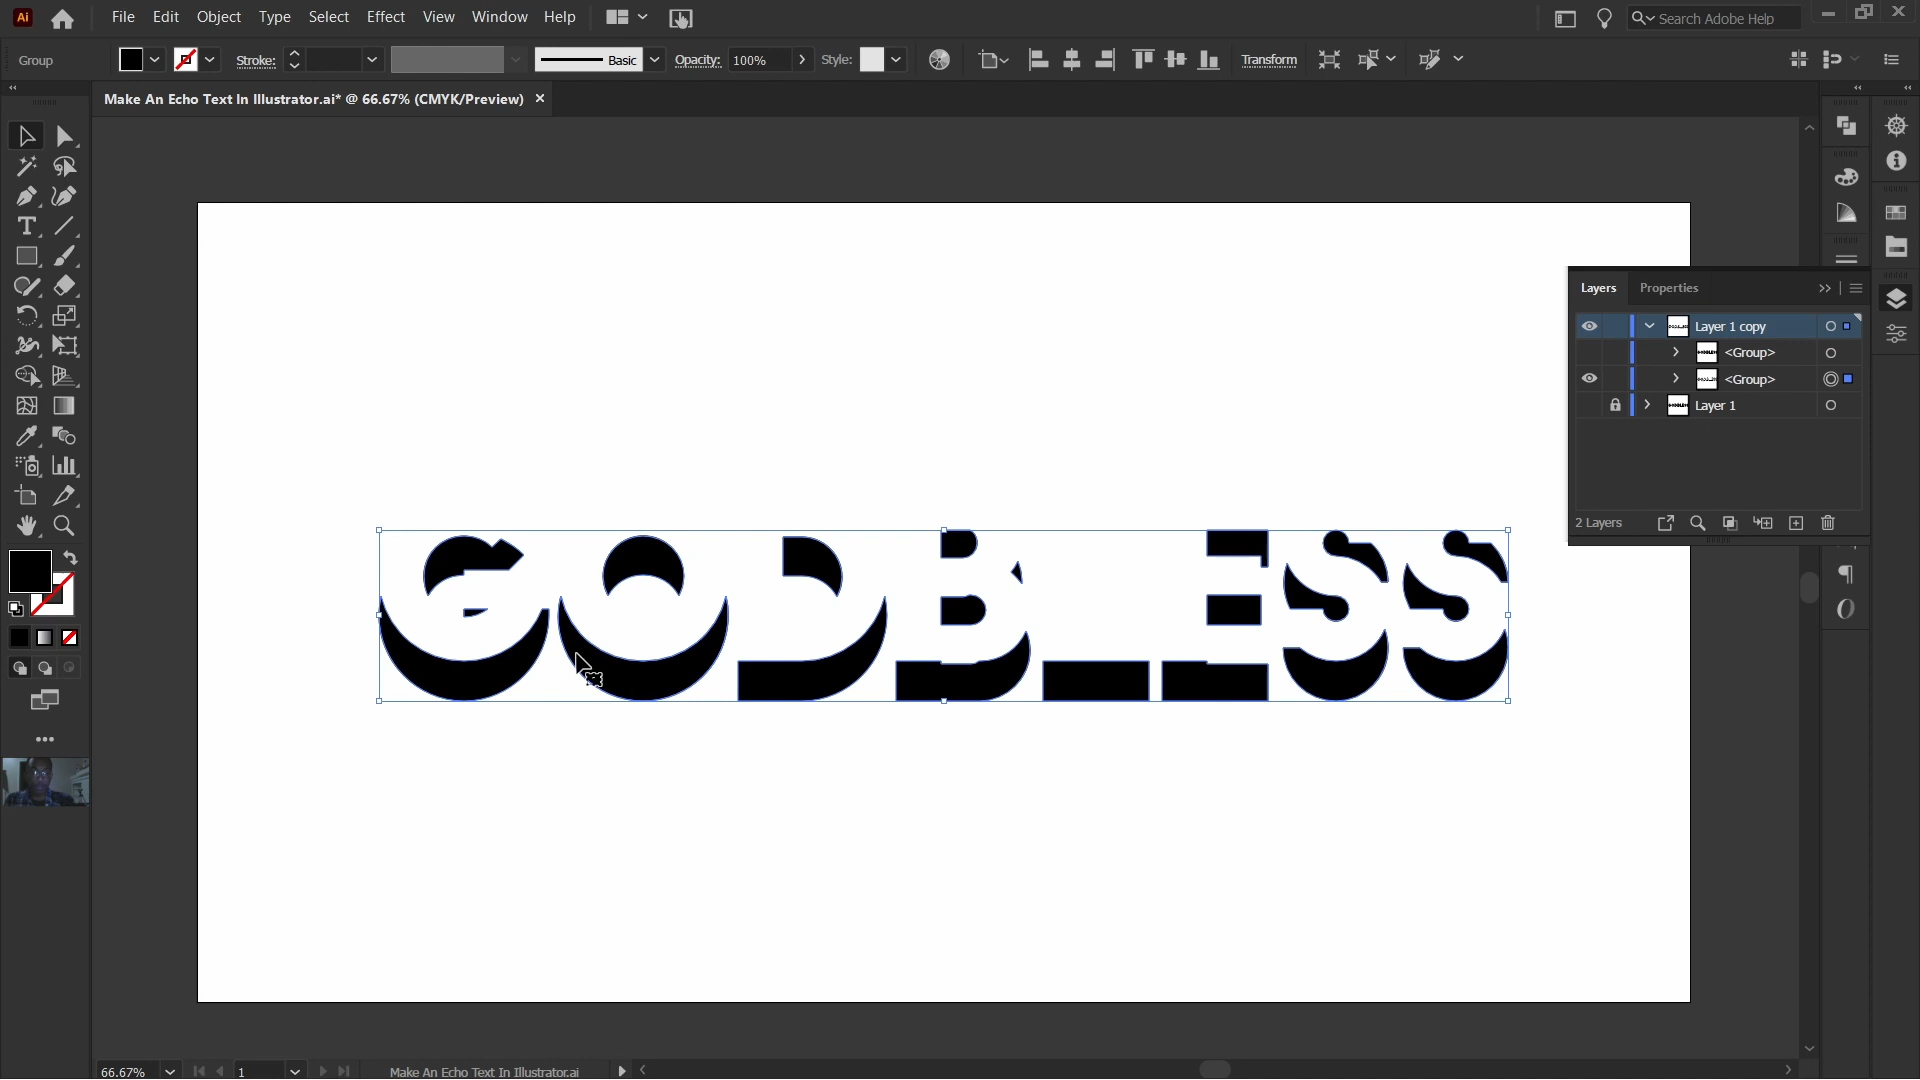 Ai File Edit Object Type Select Effect View Window Help Search Adobe Help
Group Stroke: Basic Opacity: 100% Style: Transform
Make An Echo Text In Illustrator.ai* @ 66.67% (CMYK/Preview)
Layers Properties
Layer 1 copy
<Group>
<Group>
Layer 1
2 Layers
GODBLESS
66.67% 1 Make An Echo Text In Illustrator.ai